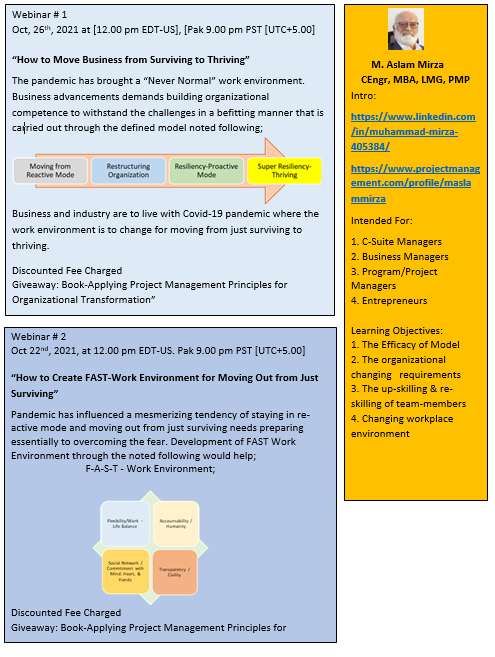 Webinar # 1
Oct, 26th, 2021 at [12.00 pm EDT-US], [Pak 9.00 pm PST [UTC+5.00]
“How to Move Business from Surviving to Thriving”
The pandemic has brought a “Never Normal” work environment.
Business advancements demands building organizational
competence to withstand the challenges in a befitting manner that is
carried out through the defined model noted following;
Moving from
Reactive Mode
Restructuring
Organization
Resiliency-Proactive
Mode
Super Resiliency-
Thriving
Business and industry are to live with Covid-19 pandemic where the
work environment is to change for moving from just surviving to
thriving.
Discounted Fee Charged
Giveaway: Book-Applying Project Management Principles for
Organizational Transformation”
Webinar # 2
Oct 22nd, 2021, at 12.00 pm EDT-US. Pak 9.00 pm PST [UTC+5.00]
“How to Create FAST-Work Environment for Moving Out from Just
Surviving”
Pandemic has influenced a mesmerizing tendency of staying in re-
active mode and moving out from just surviving needs preparing
essentially to overcoming the fear. Development of FAST Work
Environment through the noted following would help;
F-A-S-T - Work Environment;
Flexibility/Work -
Life Balance
Accountability /
Humanity
Social Network /
Commitment with
Mind, Heart, &
Hands
Transparency /
Civility
Discounted Fee Charged
Giveaway: Book-Applying Project Management Principles for
M. Aslam Mirza
CEngr, MBA, LMG, PMP
Intro:
https://www.linkedin.com
/in/muhammad-mirza-
405384/
https://www.projectmanag
ement.com/profile/masla
mmirza
Intended For:
1. C-Suite Managers
2. Business Managers
3. Program/Project
Managers
4. Entrepreneurs
Learning Objectives:
1. The Efficacy of Model
2. The organizational
changing requirements
3. The up-skilling & re-
skilling of team-members
4. Changing workplace
environment